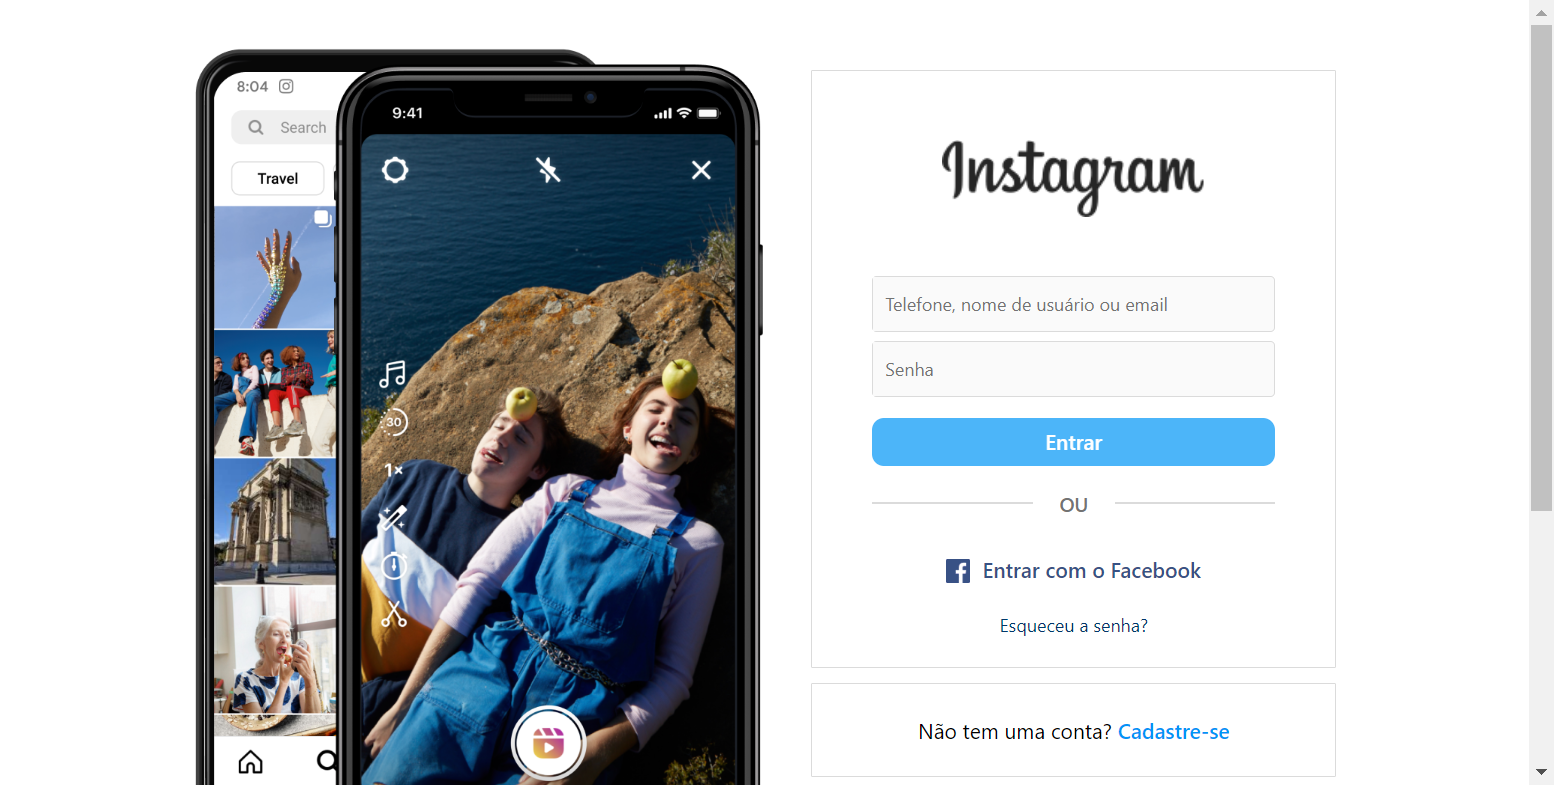 8:04
Search
Travel
9:41
30
1×
Instagram
Telefone, nome de usuário ou email
Senha
Entrar
OU
Entrar com o Facebook
Esqueceu a senha?
Não tem uma conta? Cadastre-se